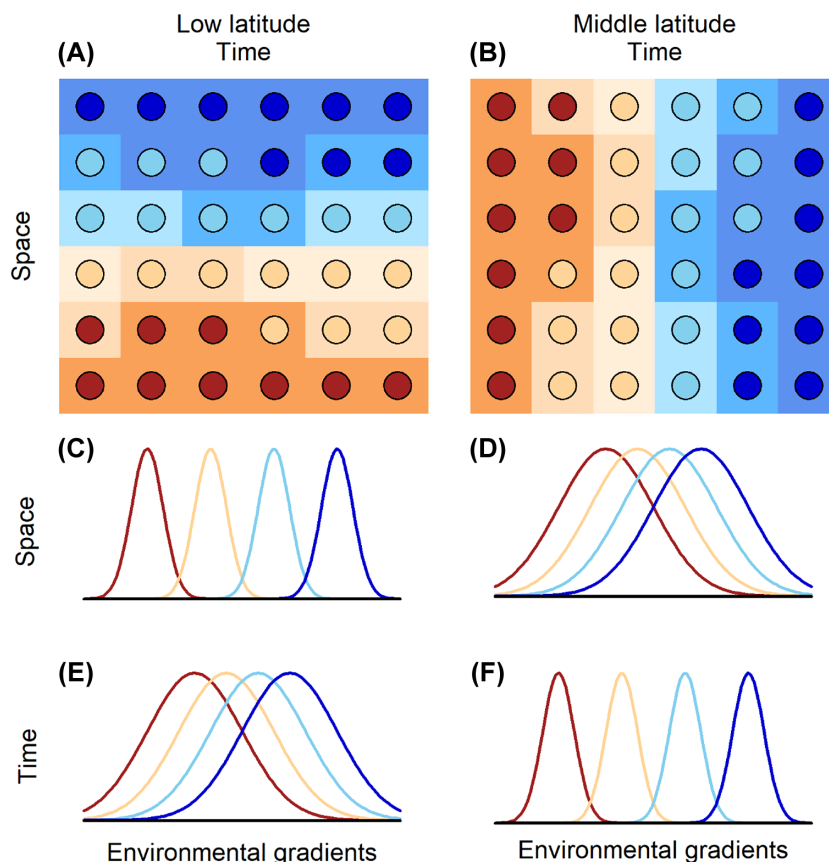 Low latitude
Time
Middle latitude
Time
(A)
(B)
Space
(C)
(D)
Space
(E)
(F)
Time
Environmental gradients
Environmental gradients